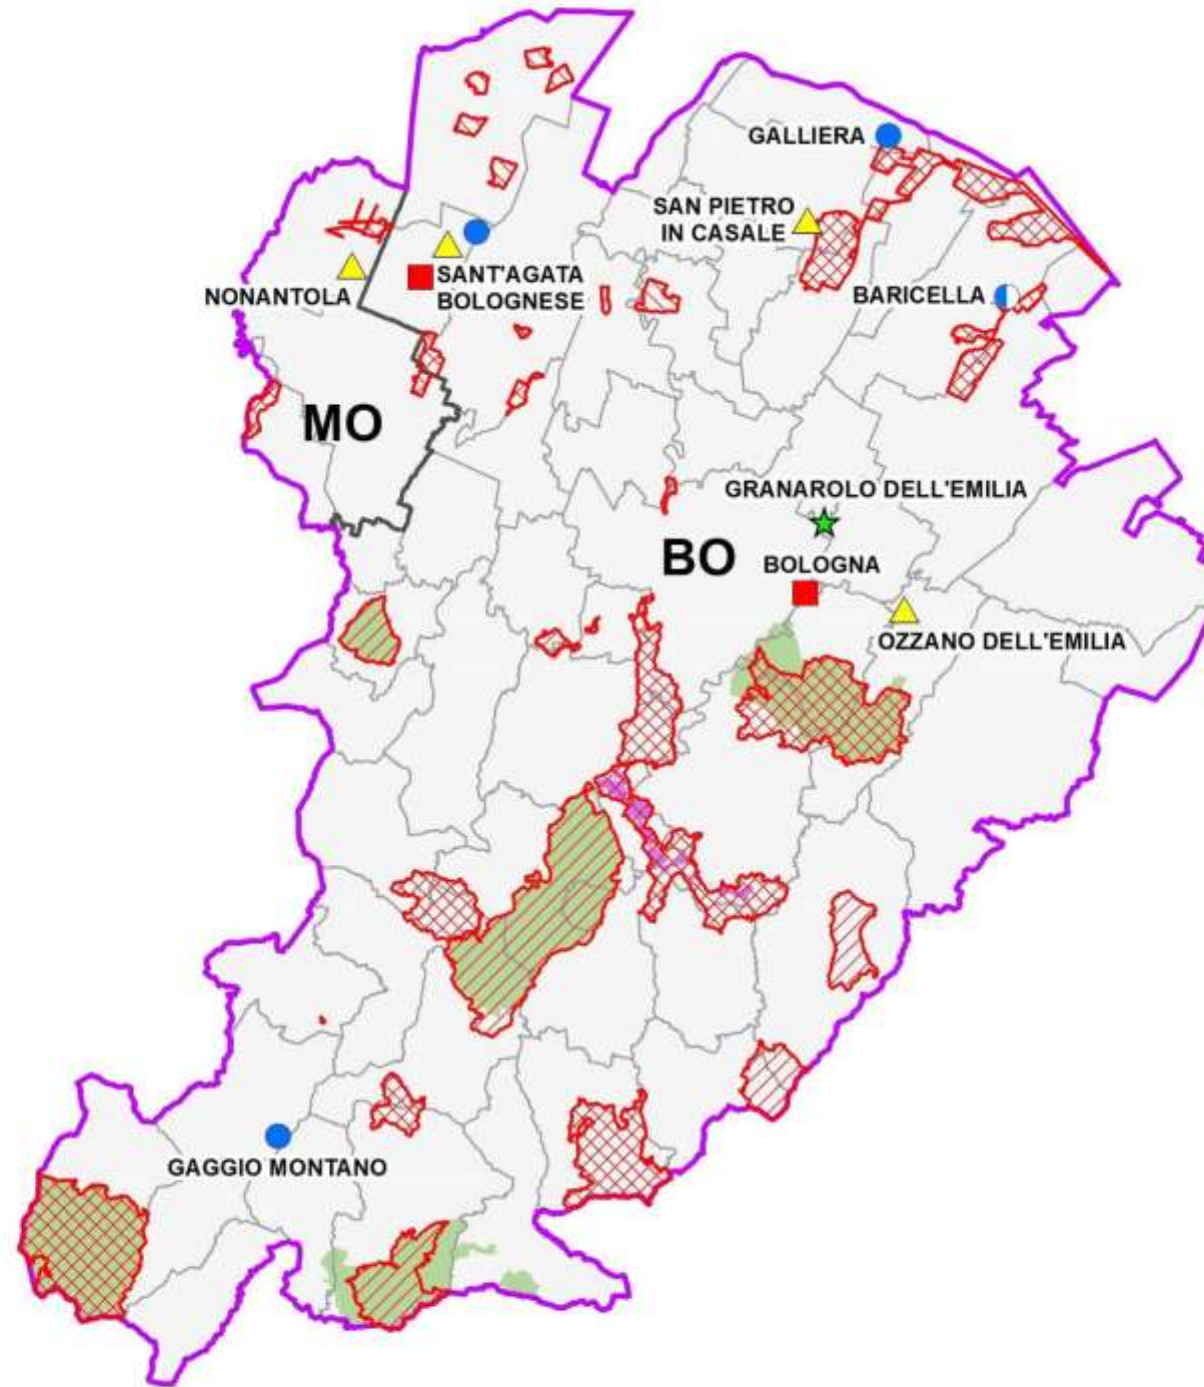 GALLIERA
SAN PIETRO
IN CASALE
NONANTOLA
SANT'AGATA
BOLOGNESE
BARICELLA
MO
GRANAROLO DELL'EMILIA
BO
BOLOGNA
OZZANO DELL'EMILIA
GAGGIO MONTANO